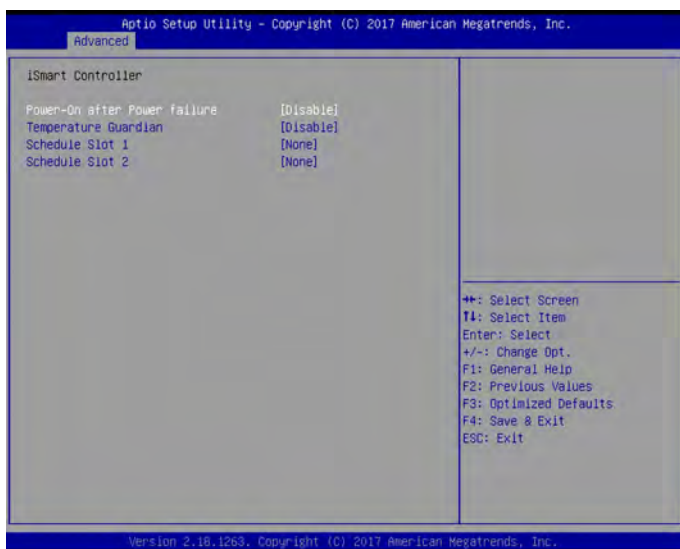 Aptio Setup Utility - Copyright (C) 2017 American Megatrends, Inc.
Advanced
iSmart Controller
Power-On after Power failure [Disable]
Temperature Guardian [Disable]
Schedule Slot 1 [None]
Schedule Slot 2 [None]
→←: Select Screen
↑↓: Select Item
Enter: Select
+/-: Change Opt.
F1: General Help
F2: Previous Values
F3: Optimized Defaults
F4: Save & Exit
ESC: Exit
Version 2.18.1263. Copyright (C) 2017 American Megatrends, Inc.